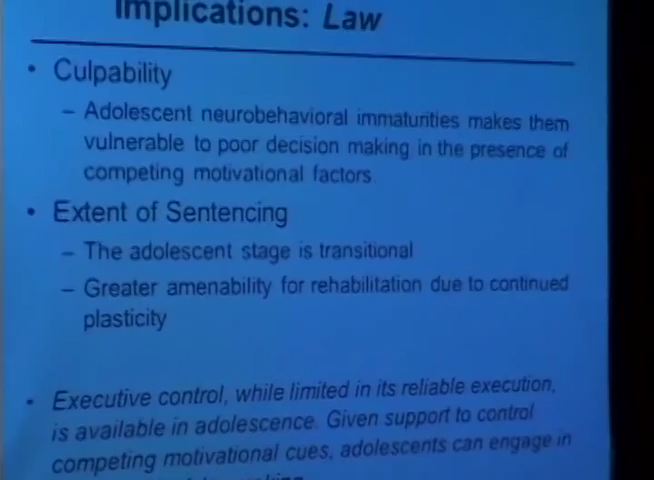 Implications: Law
• Culpability
– Adolescent neurobehavioral immaturities makes them
vulnerable to poor decision making in the presence of
competing motivational factors.
• Extent of Sentencing
– The adolescent stage is transitional
– Greater amenability for rehabilitation due to continued
plasticity
• Executive control, while limited in its reliable execution,
is available in adolescence. Given support to control
competing motivational cues, adolescents can engage in